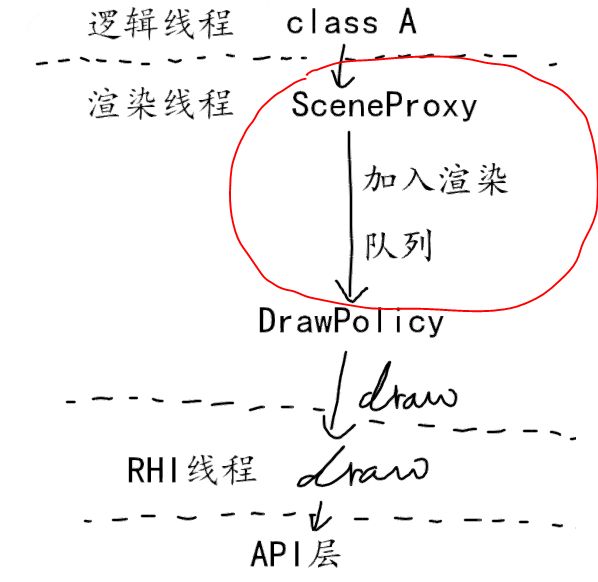 逻辑线程 class A
渲染线程 SceneProxy
加入渲染
队列
DrawPolicy
draw
RHI线程 draw
API层